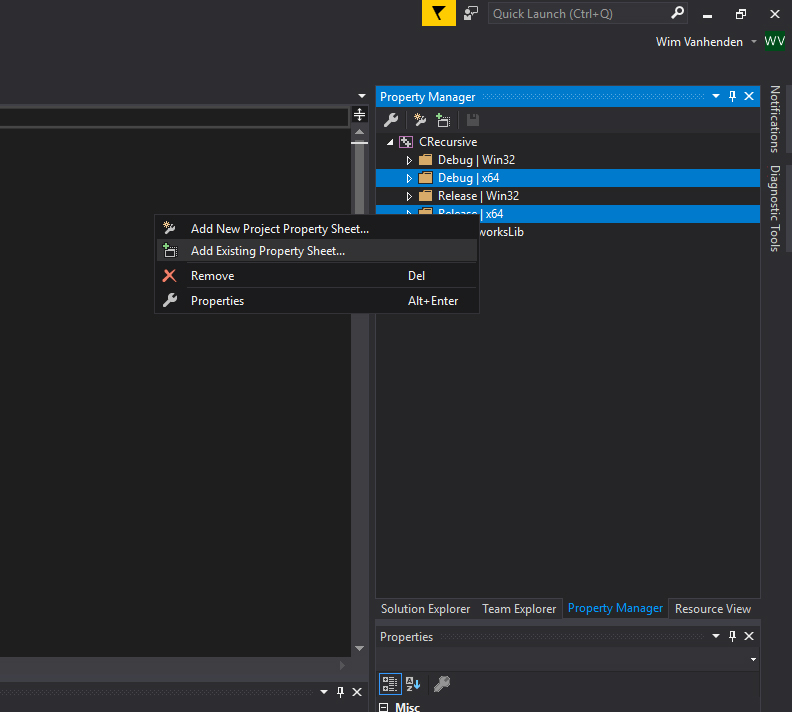 Quick Launch (Ctrl+Q)
Wim Vanhenden WV
Property Manager
CRecursive
Debug | Win32
Debug | x64
Release | Win32
Release | x64
worksLib
Add New Project Property Sheet...
Add Existing Property Sheet...
Remove Del
Properties Alt+Enter
Notifications
Diagnostic Tools
Solution Explorer Team Explorer Property Manager Resource View
Properties
Misc